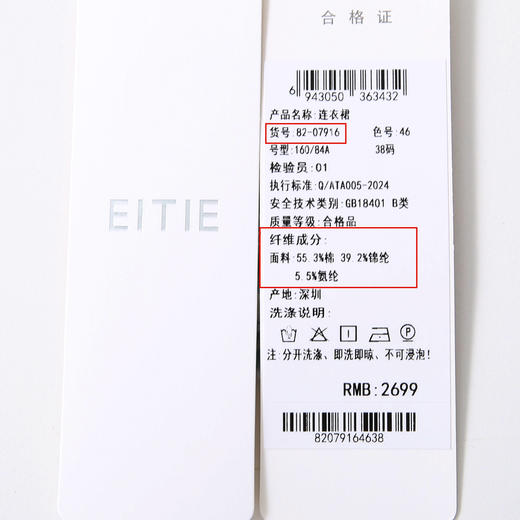 EITIE
合格证
6 943050 363432
产品名称:连衣裙
货号:82-07916 色号:46
号型:160/84A 38码
检验员:01
执行标准:Q/ATA005-2024
安全技术类别:GB18401 B类
质量等级:合格品
纤维成分:
面料:55.3%棉 39.2%锦纶
5.5%氨纶
产地:深圳
洗涤说明:
P
注:分开洗涤、即洗即晾、不可浸泡!
RMB:2699
82079164638